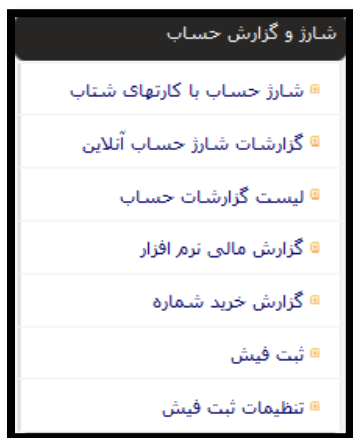 شارژ و گزارش حساب
شارژ حساب با کارتهای شتاب
گزارشات شارژ حساب آنلاین
لیست گزارشات حساب
گزارش مالی نرم افزار
گزارش خرید شماره
ثبت فیش
تنظیمات ثبت فیش